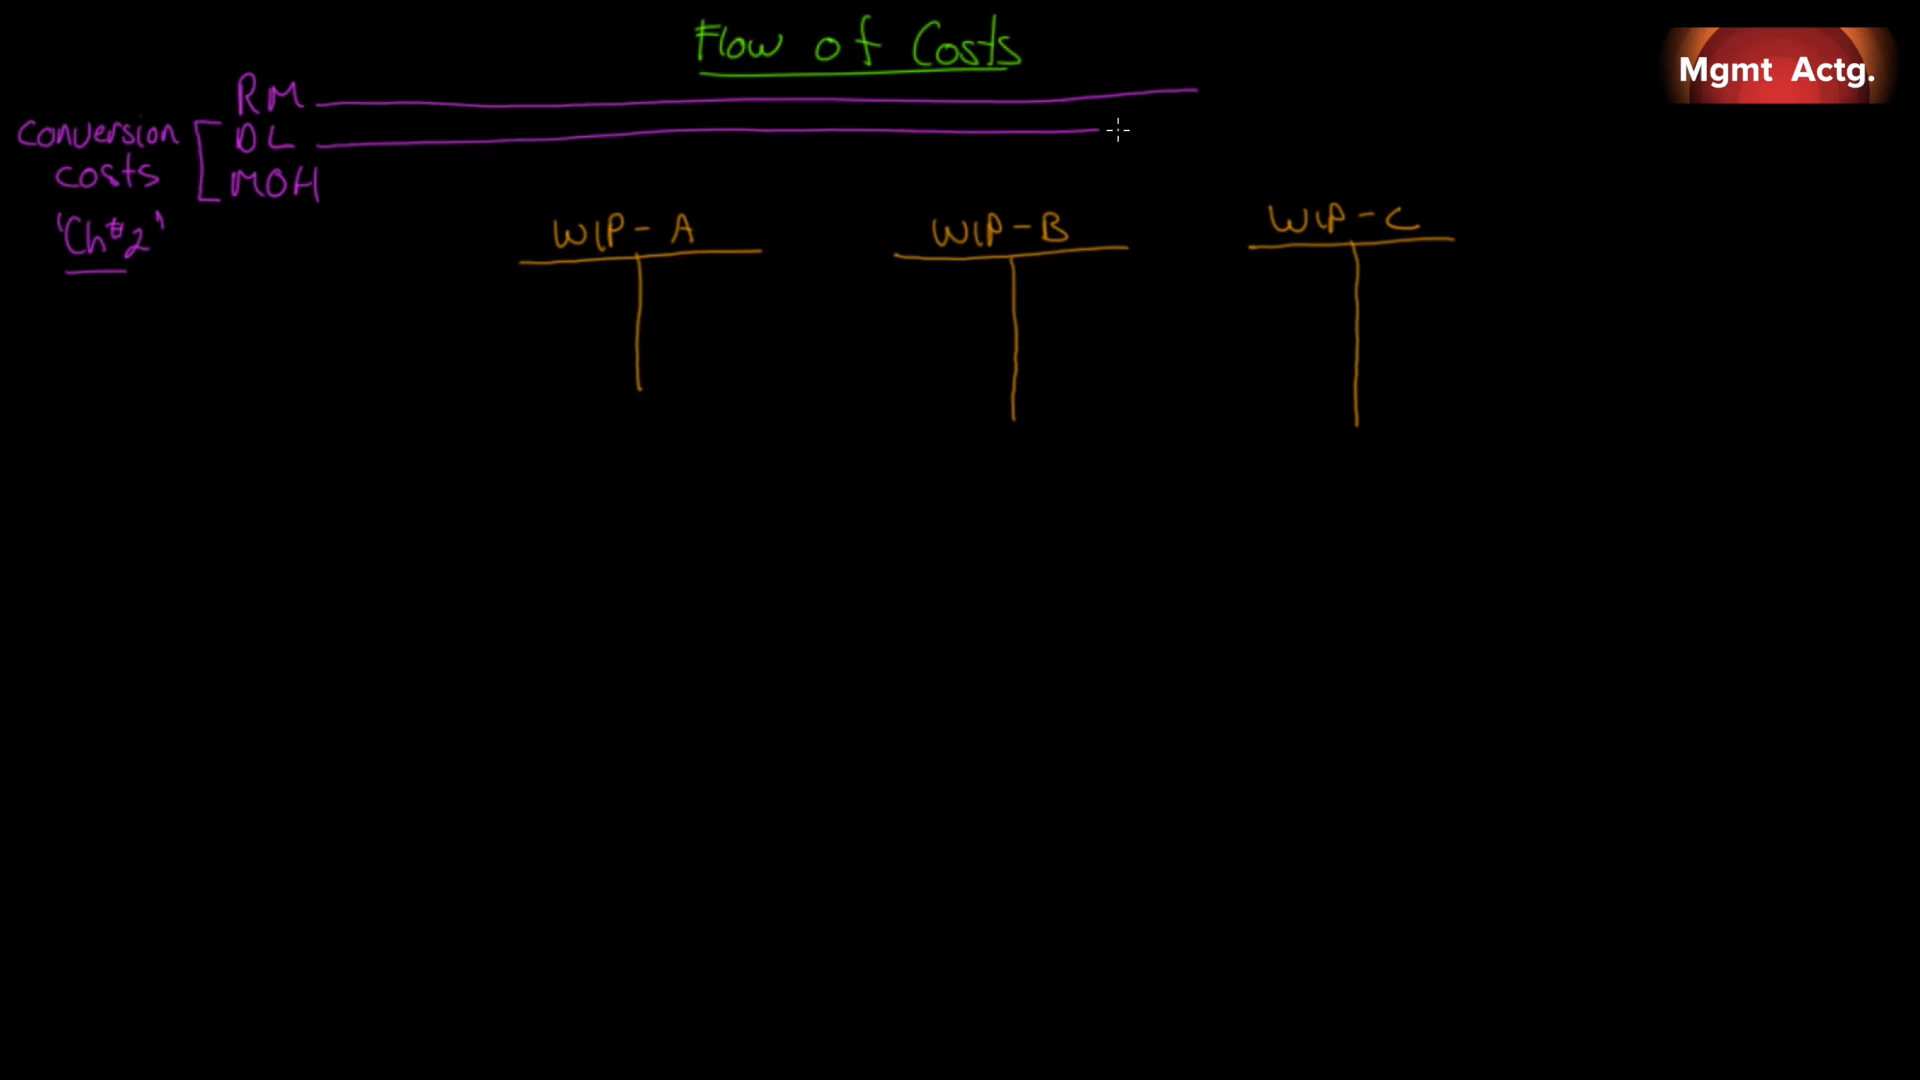 Flow of Costs
Mgmt Actg.
RM
Conversion
costs
DL
MOH
'Ch#2'
WIP-A
WIP-B
WIP-C